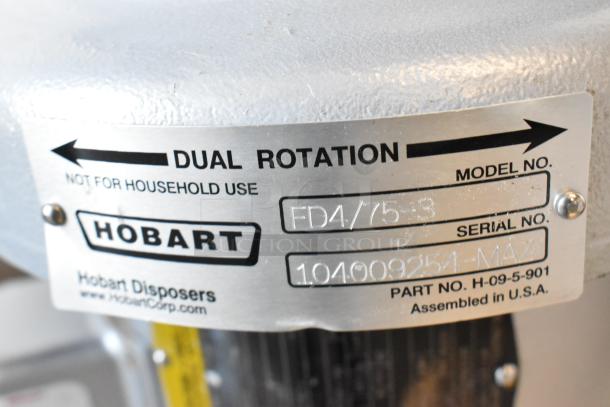 DUAL ROTATION
NOT FOR HOUSEHOLD USE
MODEL NO.
FD4/75-3
HOBART
SERIAL NO.
104009254-MAX
Hobart Disposers
www.HobartCorp.com
PART NO. H-09-5-901
Assembled in U.S.A.